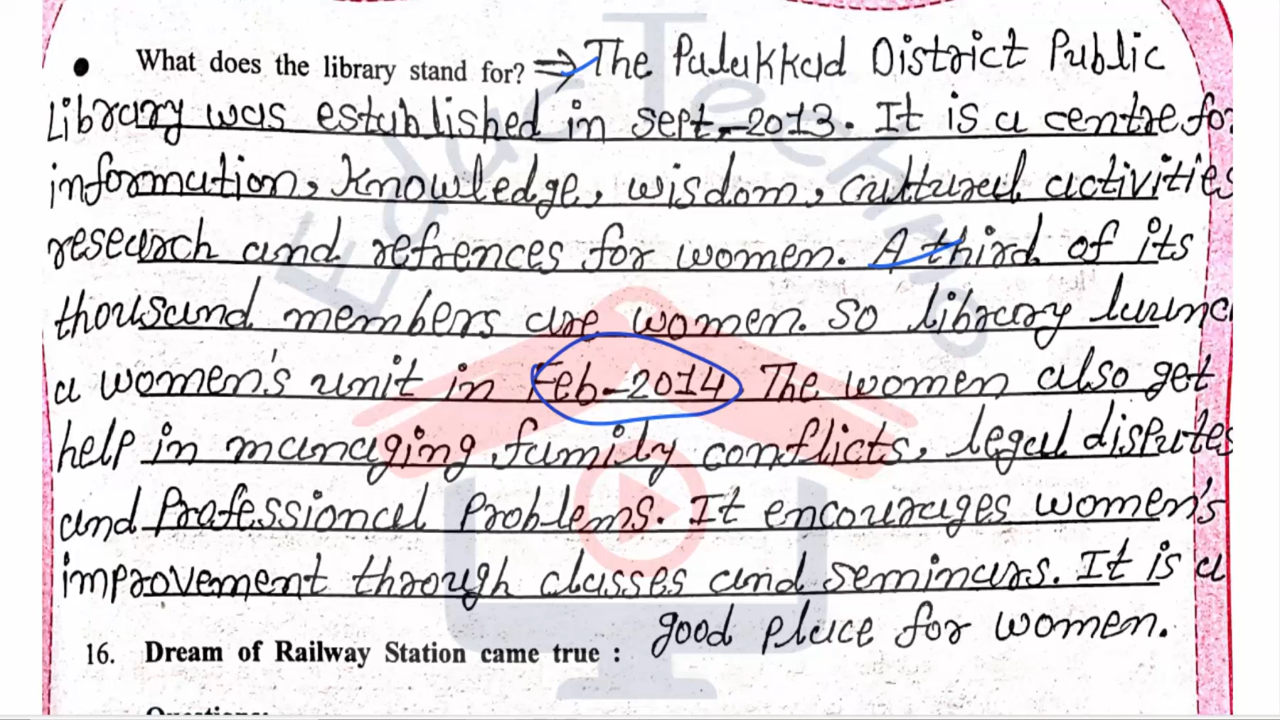 • What does the library stand for? ⇒ The Palakkad District Public
Library was established in sept-2013. It is a centre for
information, knowledge, wisdom, cultural activities
research and refrences for women. A third of its
thousand members are women. So library launc
a women's unit in Feb-2014 The women also get
help in managing family conflicts, legal disputes
and Professional Problems. It encourages women's
improvement through classes and seminars. It is a
good place for women.
16. Dream of Railway Station came true :
Educ Techno